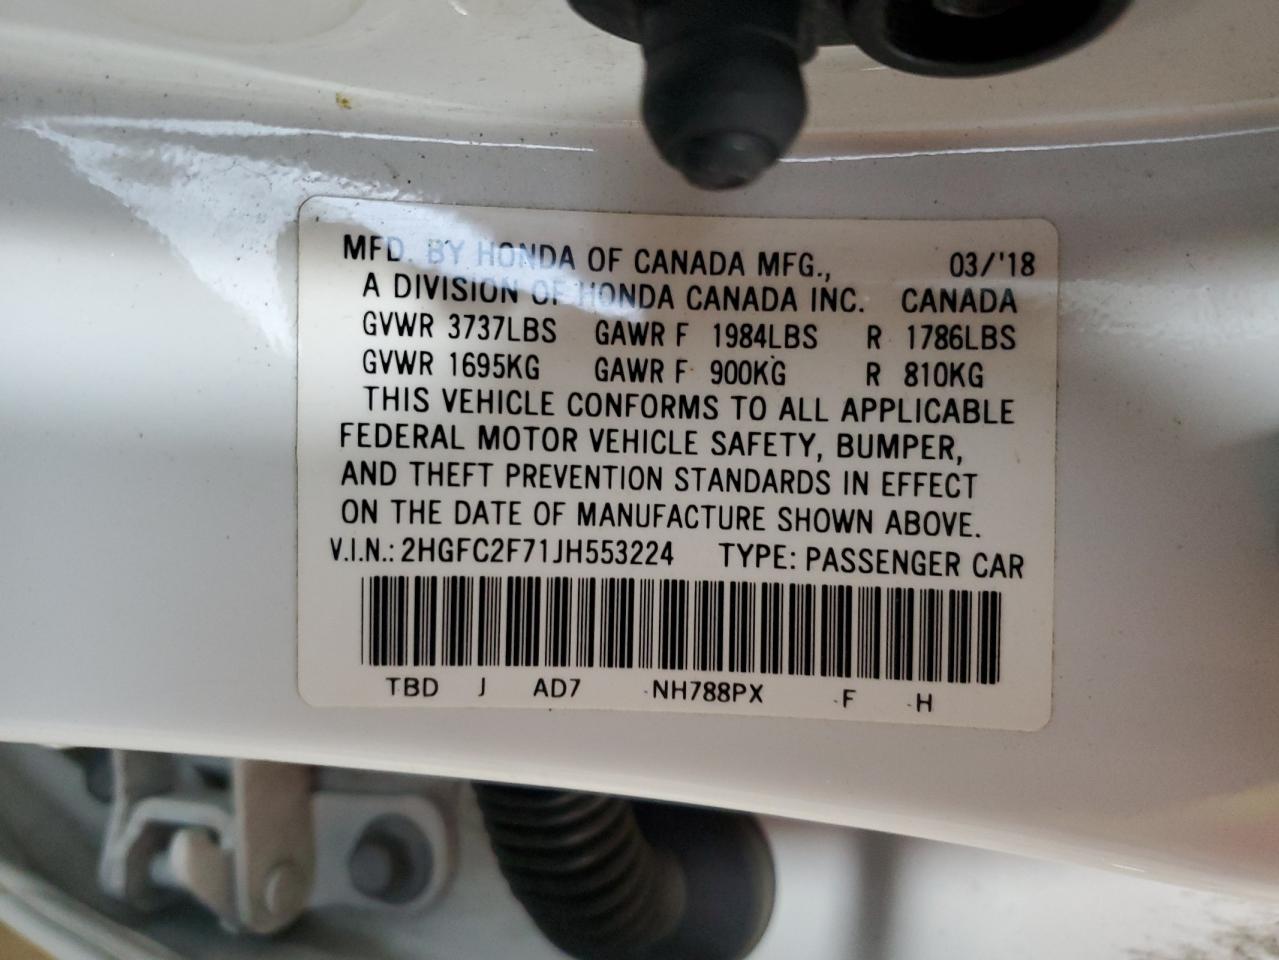 MFD. BY HONDA OF CANADA MFG., 03/'18
A DIVISION OF HONDA CANADA INC. CANADA
GVWR 3737LBS GAWR F 1984LBS R 1786LBS
GVWR 1695KG GAWR F 900KG R 810KG
THIS VEHICLE CONFORMS TO ALL APPLICABLE
FEDERAL MOTOR VEHICLE SAFETY, BUMPER,
AND THEFT PREVENTION STANDARDS IN EFFECT
ON THE DATE OF MANUFACTURE SHOWN ABOVE.
V.I.N.: 2HGFC2F71JH553224 TYPE: PASSENGER CAR
TBD J AD7 NH788PX F H